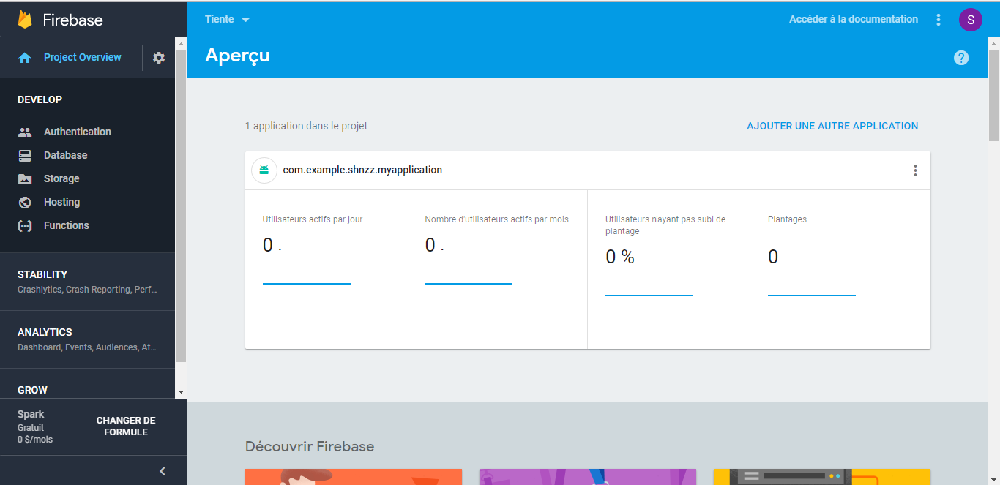 Firebase
Project Overview
DEVELOP
Authentication
Database
Storage
Hosting
Functions
STABILITY
Crashlytics, Crash Reporting, Perf...
ANALYTICS
Dashboard, Events, Audiences, At...
GROW
Spark
Gratuit
0 $/mois
CHANGER DE
FORMULE
Tiente
Accéder à la documentation
S
Aperçu
?
1 application dans le projet
AJOUTER UNE AUTRE APPLICATION
com.example.shnzz.myapplication
Utilisateurs actifs par jour
0 .
Nombre d'utilisateurs actifs par mois
0 .
Utilisateurs n'ayant pas subi de
plantage
0 %
Plantages
0
Découvrir Firebase